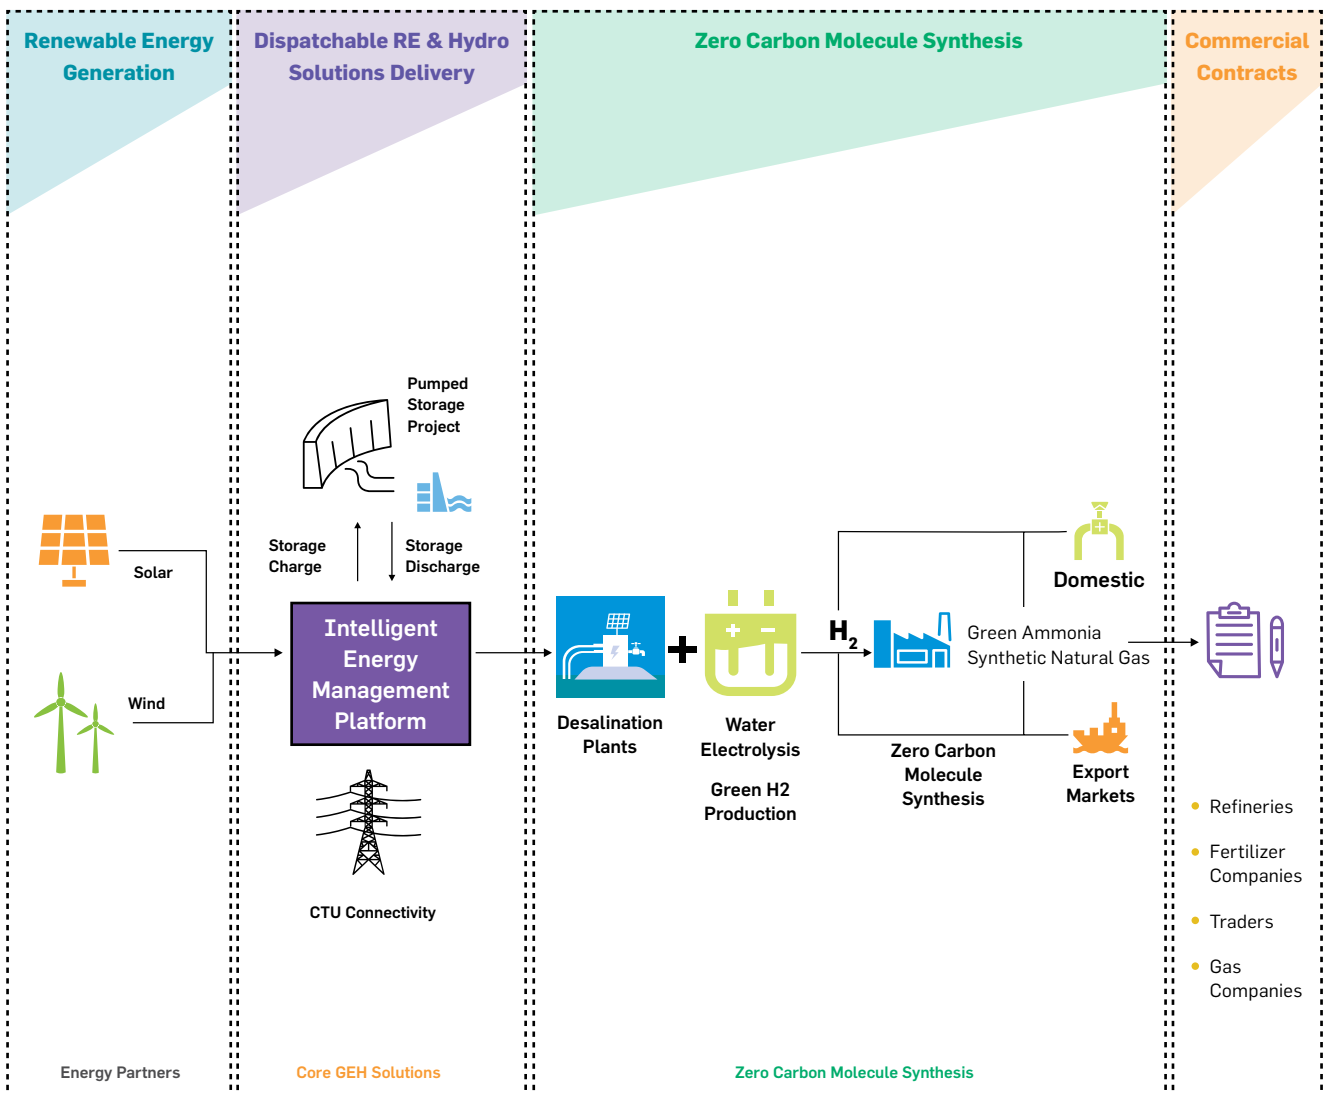 Renewable Energy
Generation
Dispatchable RE & Hydro
Solutions Delivery
Zero Carbon Molecule Synthesis
Commercial
Contracts
Pumped
Storage
Project
Storage
Charge
Storage
Discharge
Solar
Wind
Intelligent
Energy
Management
Platform
CTU Connectivity
Desalination
Plants
Water
Electrolysis
Green H2
Production
H2
Green Ammonia
Synthetic Natural Gas
Zero Carbon
Molecule
Synthesis
Domestic
Export
Markets
Refineries
Fertilizer
Companies
Traders
Gas
Companies
Energy Partners
Core GEH Solutions
Zero Carbon Molecule Synthesis